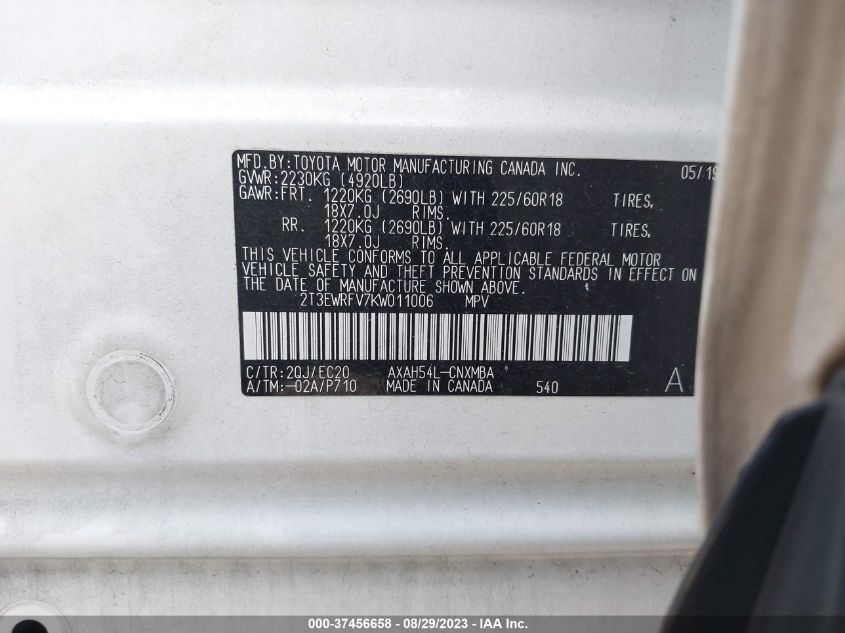 MFD.BY:TOYOTA MOTOR MANUFACTURING CANADA INC. 05/19
GVWR:2230KG (4920LB)
GAWR:FRT. 1220KG (2690LB) WITH 225/60R18 TIRES,
18X7.0J RIMS.
RR. 1220KG (2690LB) WITH 225/60R18 TIRES,
18X7.0J RIMS.
THIS VEHICLE CONFORMS TO ALL APPLICABLE FEDERAL MOTOR
VEHICLE SAFETY AND THEFT PREVENTION STANDARDS IN EFFECT ON
THE DATE OF MANUFACTURE SHOWN ABOVE.
2T3EWRFV7KW011006 MPV
C/TR:2QJ/EC20 AXAH54L-CNXMBA
A/TM:-02A/P710 MADE IN CANADA 540 A
000-37456658 - 08/29/2023 - IAA Inc.